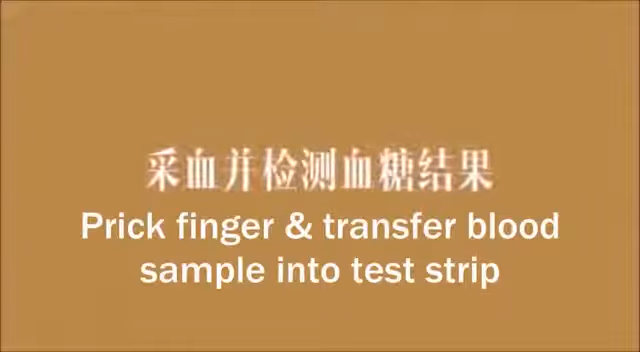 采血并检测血糖结果
Prick finger & transfer blood
sample into test strip